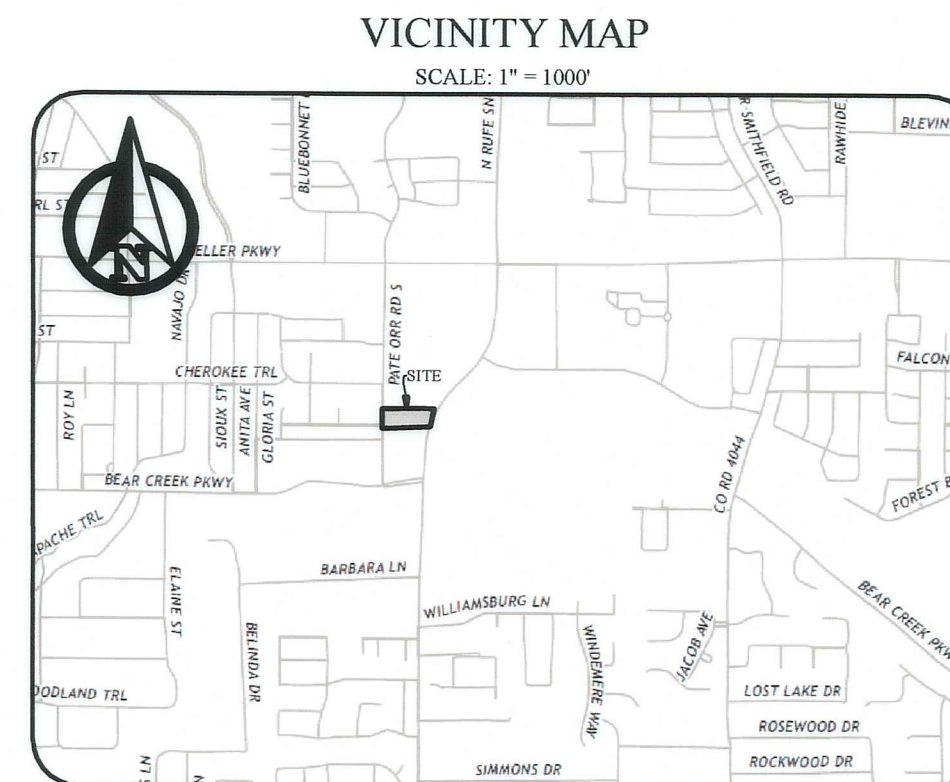 VICINITY MAP
SCALE: 1" = 1000'
BLUEBONNET
N RUFE SN
R-SMITHFIELD RD
RAWHIDE
BLEVIN
ST
RL ST
N
ELLER PKWY
NAVAJO DR
PATE ORR RD S
ST
CHEROKEE TRL
SITE
FALCON
ROY LN
SIOUX ST
ANITA AVE
GLORIA ST
CO RD 4044
BEAR CREEK PKWY
FOREST B
APACHE TRL
ELAINE ST
BARBARA LN
WILLIAMSBURG LN
BEAR CREEK PKW
BELINDA DR
WINDEMERE WAY
JACOB AVE
OODLAND TRL
LOST LAKE DR
ROSEWOOD DR
ROCKWOOD DR
SIMMONS DR